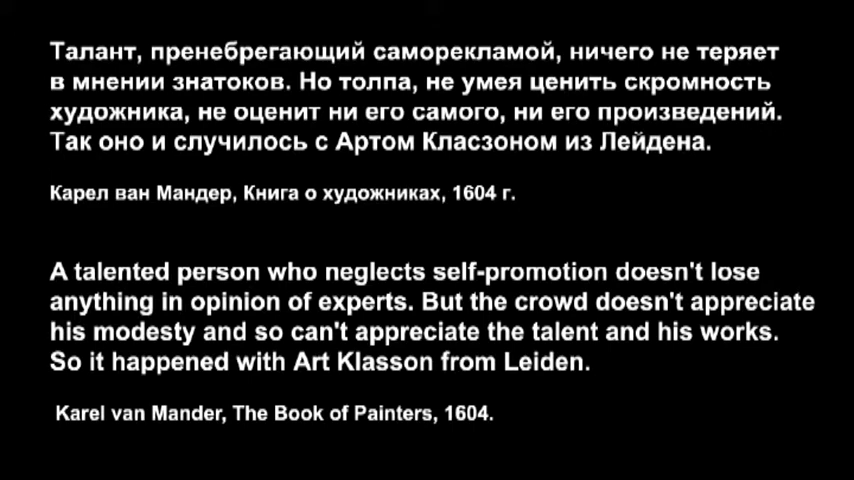 Талант, пренебрегающий саморекламой, ничего не теряет
в мнении знатоков. Но толпа, не умея ценить скромность
художника, не оценит ни его самого, ни его произведений.
Так оно и случилось с Артом Класзоном из Лейдена.
Карел ван Мандер, Книга о художниках, 1604 г.
A talented person who neglects self-promotion doesn't lose
anything in opinion of experts. But the crowd doesn't appreciate
his modesty and so can't appreciate the talent and his works.
So it happened with Art Klasson from Leiden.
Karel van Mander, The Book of Painters, 1604.